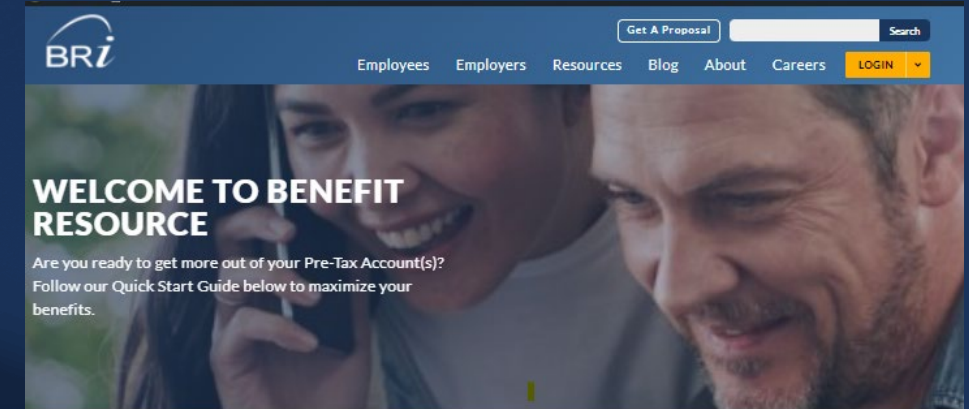 BRi
Get A Proposal
Search
Employees Employers Resources Blog About Careers LOGIN
WELCOME TO BENEFIT
RESOURCE
Are you ready to get more out of your Pre-Tax Account(s)?
Follow our Quick Start Guide below to maximize your
benefits.